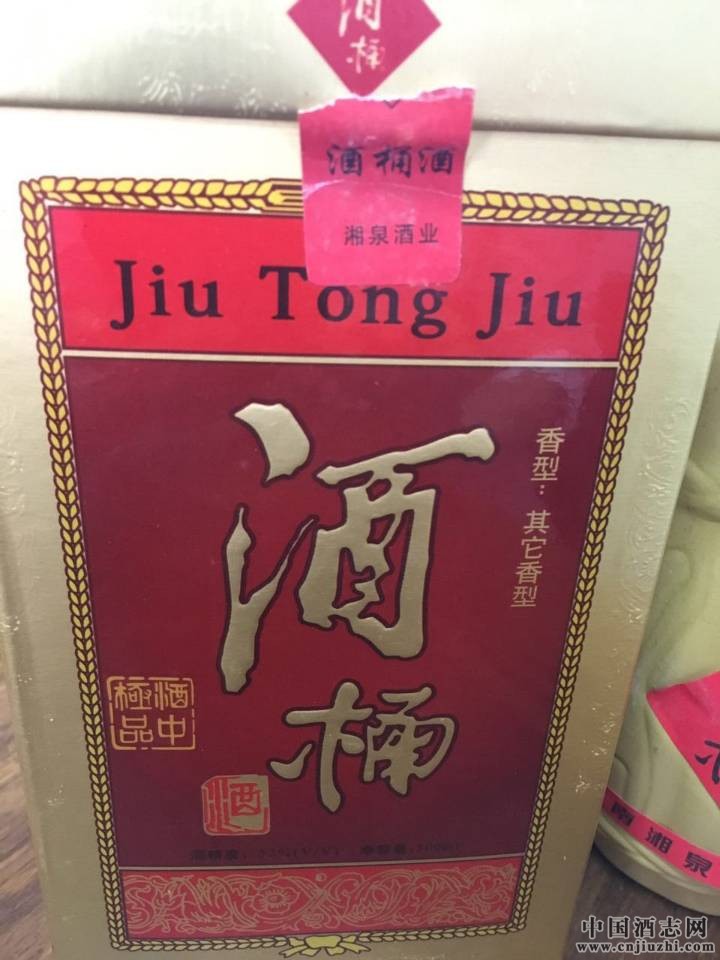 酒桶
酒桶酒
湘泉酒业
Jiu Tong Jiu
香型：其它香型
酒桶
酒中極品
酒
南湘泉
中国酒志网
www.cnjiuzhi.com